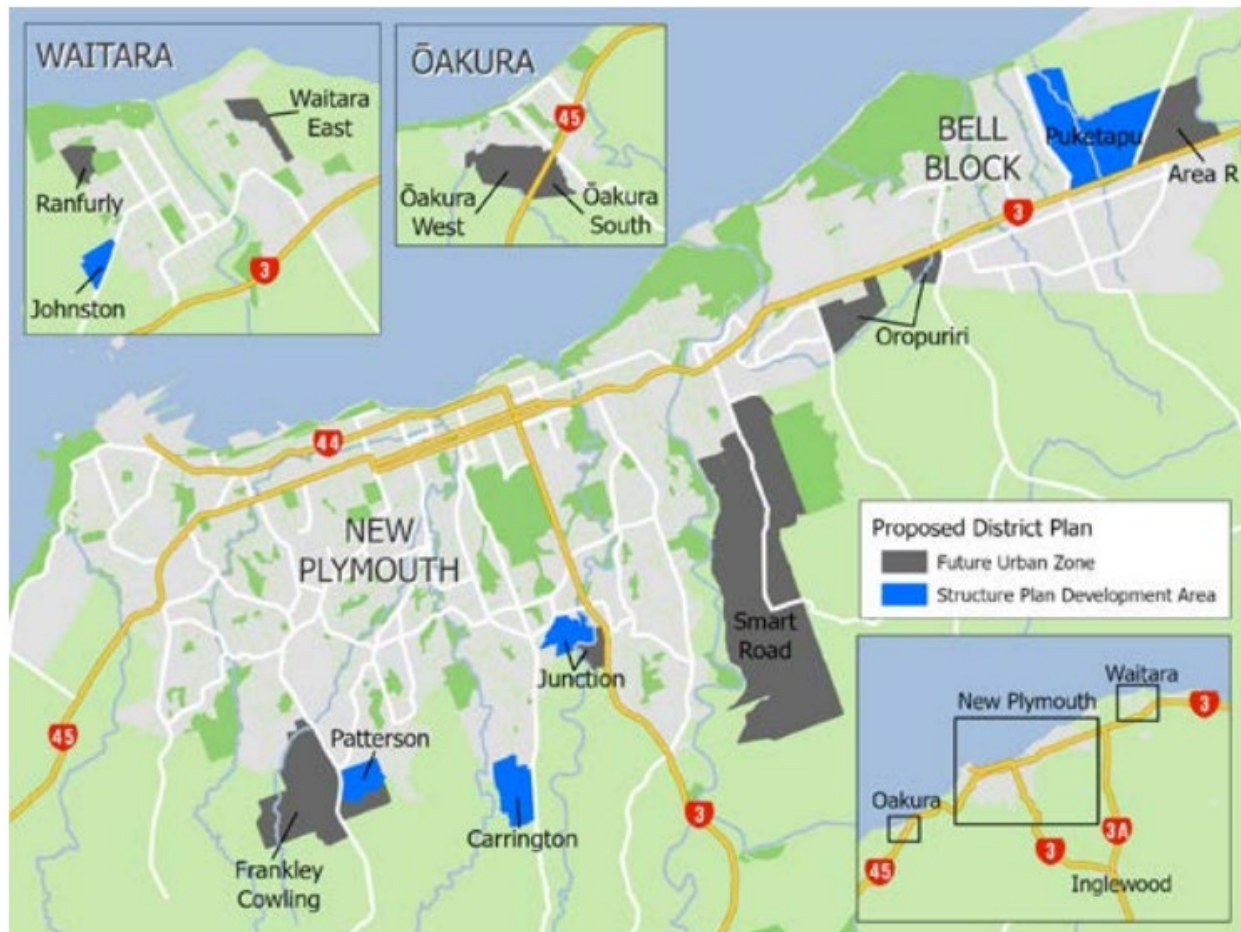 WAITARA
Waitara
East
Ranfurly
Johnston
3
ŌAKURA
45
Ōakura
West
Ōakura
South
BELL
BLOCK
Puketapu
Area R
3
Oropuriri
44
NEW
PLYMOUTH
Smart
Road
Junction
Patterson
45
Carrington
3
Frankley
Cowling
Proposed District Plan
Future Urban Zone
Structure Plan Development Area
Waitara
New Plymouth
3
Oakura
3A
3
45
Inglewood